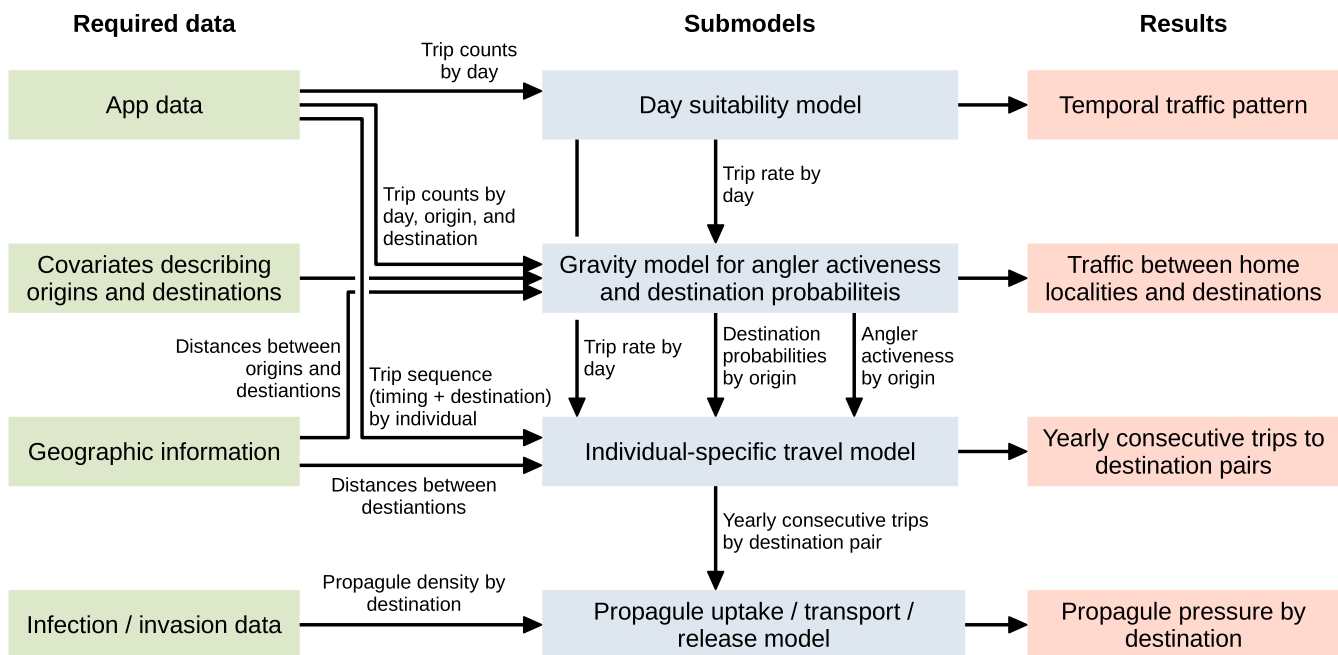 Required data
Submodels
Results
Trip counts
by day
App data
Day suitability model
Temporal traffic pattern
Trip rate by
day
Trip counts by
day, origin, and
destination
Covariates describing
origins and destinations
Gravity model for angler activeness
and destination probabiliteis
Traffic between home
localities and destinations
Distances between
origins and
destiantions
Trip sequence
(timing + destination)
by individual
Trip rate by
day
Destination
probabilities
by origin
Angler
activeness
by origin
Geographic information
Individual-specific travel model
Yearly consecutive trips to
destination pairs
Distances between
destiantions
Yearly consecutive trips
by destination pair
Propagule density by
destination
Infection / invasion data
Propagule uptake / transport /
release model
Propagule pressure by
destination